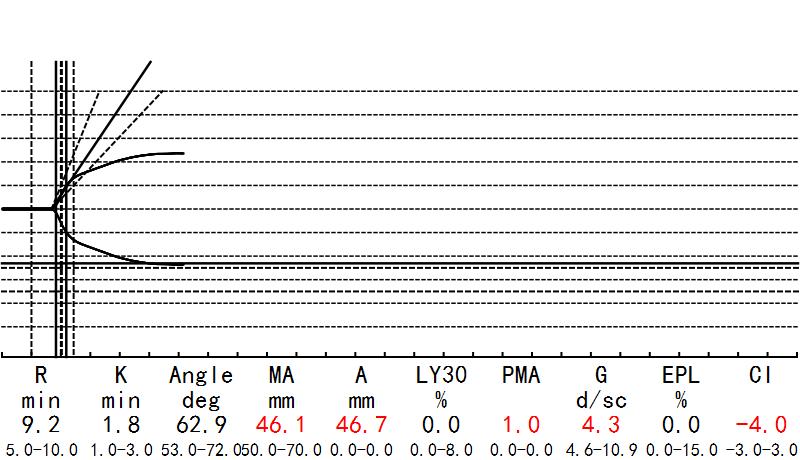 R K Angle MA A LY30 PMA G EPL CI
min min deg mm mm % d/sc %
9.2 1.8 62.9 46.1 46.7 0.0 1.0 4.3 0.0 -4.0
5.0-10.0 1.0-3.0 53.0-72.0 50.0-70.0 0.0-0.0 0.0-8.0 0.0-0.0 4.6-10.9 0.0-15.0 -3.0-3.0